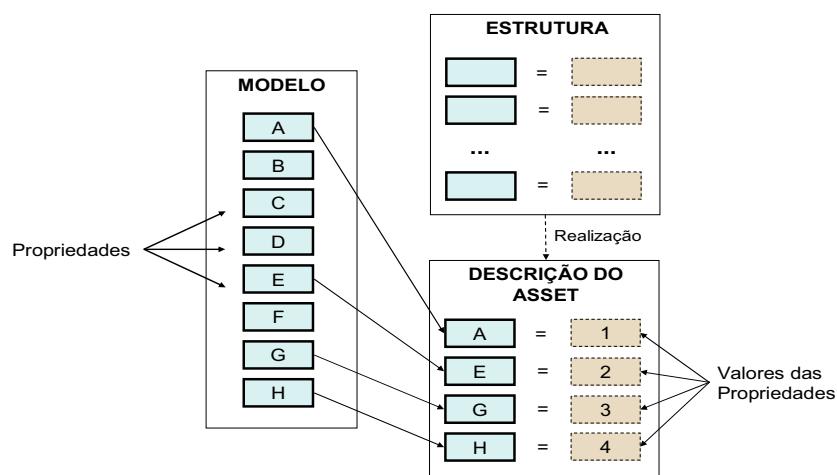 ESTRUTURA
=
=
... ...
=
MODELO
A
B
C
D
E
F
G
H
Propriedades
Realização
DESCRIÇÃO DO
ASSET
A = 1
E = 2
G = 3
H = 4
Valores das
Propriedades